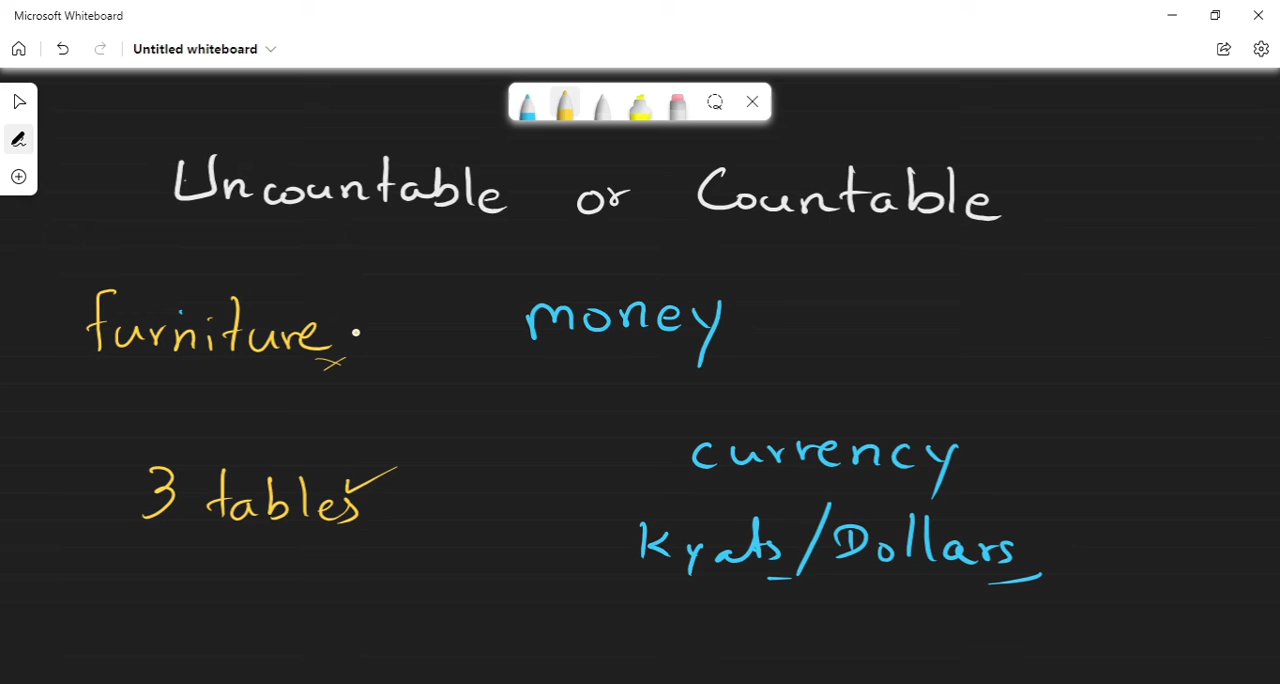 Microsoft Whiteboard
Untitled whiteboard
Uncountable or Countable
furniture money
3 tables
currency
Kyats/Dollars